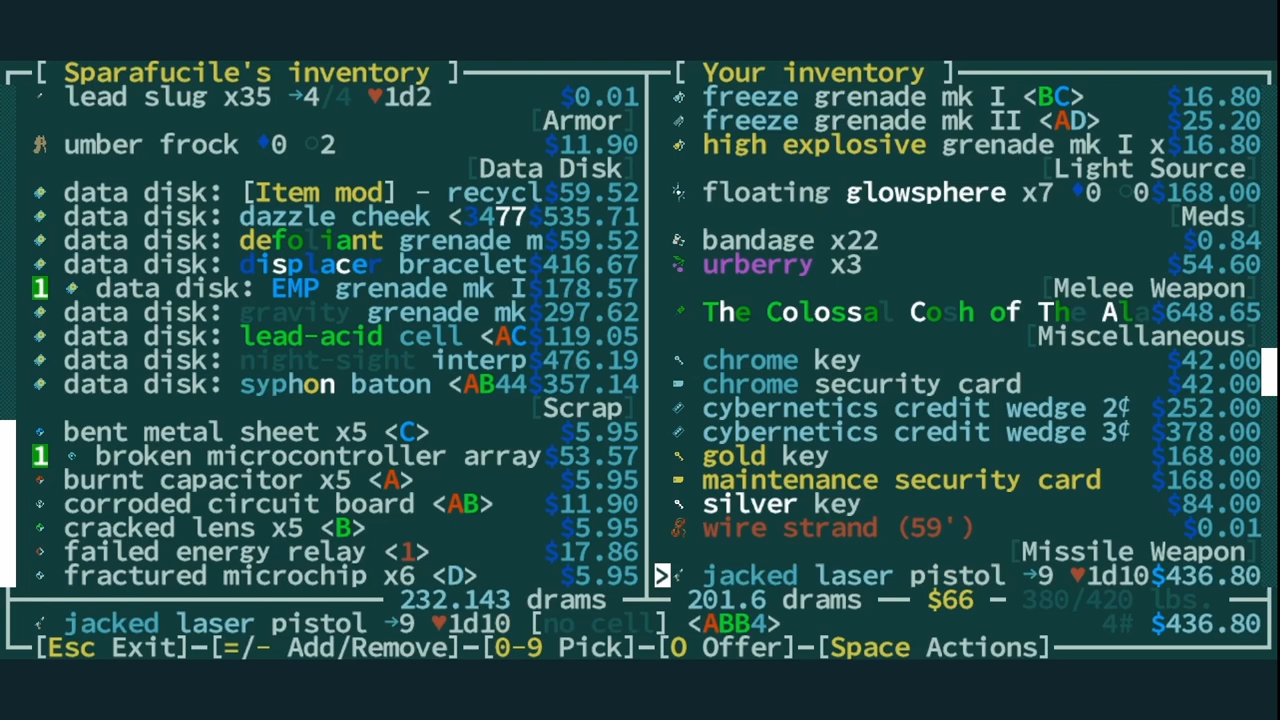 [ Sparafucile's inventory ]
lead slug x35 →4/4 ♥1d2 $0.01
[Armor]
umber frock ♦0 ○2 $11.90
[Data Disk]
data disk: [Item mod] - recycl $59.52
data disk: dazzle cheek <3477 $535.71
data disk: defoliant grenade m $59.52
data disk: displacer bracelet $416.67
1 data disk: EMP grenade mk I $178.57
data disk: gravity grenade mk $297.62
data disk: lead-acid cell <AC $119.05
data disk: night-sight interp $476.19
data disk: syphon baton <AB44 $357.14
[Scrap]
bent metal sheet x5 <C> $5.95
1 broken microcontroller array $53.57
burnt capacitor x5 <A> $5.95
corroded circuit board <AB> $11.90
cracked lens x5 <B> $5.95
failed energy relay <1> $17.86
fractured microchip x6 <D> $5.95
232.143 drams
[ Your inventory ]
freeze grenade mk I <BC> $16.80
freeze grenade mk II <AD> $25.20
high explosive grenade mk I x $16.80
[Light Source]
floating glowsphere x7 ♦0 ○0 $168.00
[Meds]
bandage x22 $0.84
urberry x3 $54.60
[Melee Weapon]
The Colossal Cosh of The Ala $648.65
[Miscellaneous]
chrome key $42.00
chrome security card $42.00
cybernetics credit wedge 2¢ $252.00
cybernetics credit wedge 3¢ $378.00
gold key $168.00
maintenance security card $168.00
silver key $84.00
wire strand (59') $0.01
[Missile Weapon]
> jacked laser pistol →9 ♥1d10 $436.80
201.6 drams — $66 — 380/420 lbs.
jacked laser pistol →9 ♥1d10 [no cell] <ABB4> 4# $436.80
[Esc Exit]-[=/- Add/Remove]-[0-9 Pick]-[O Offer]-[Space Actions]